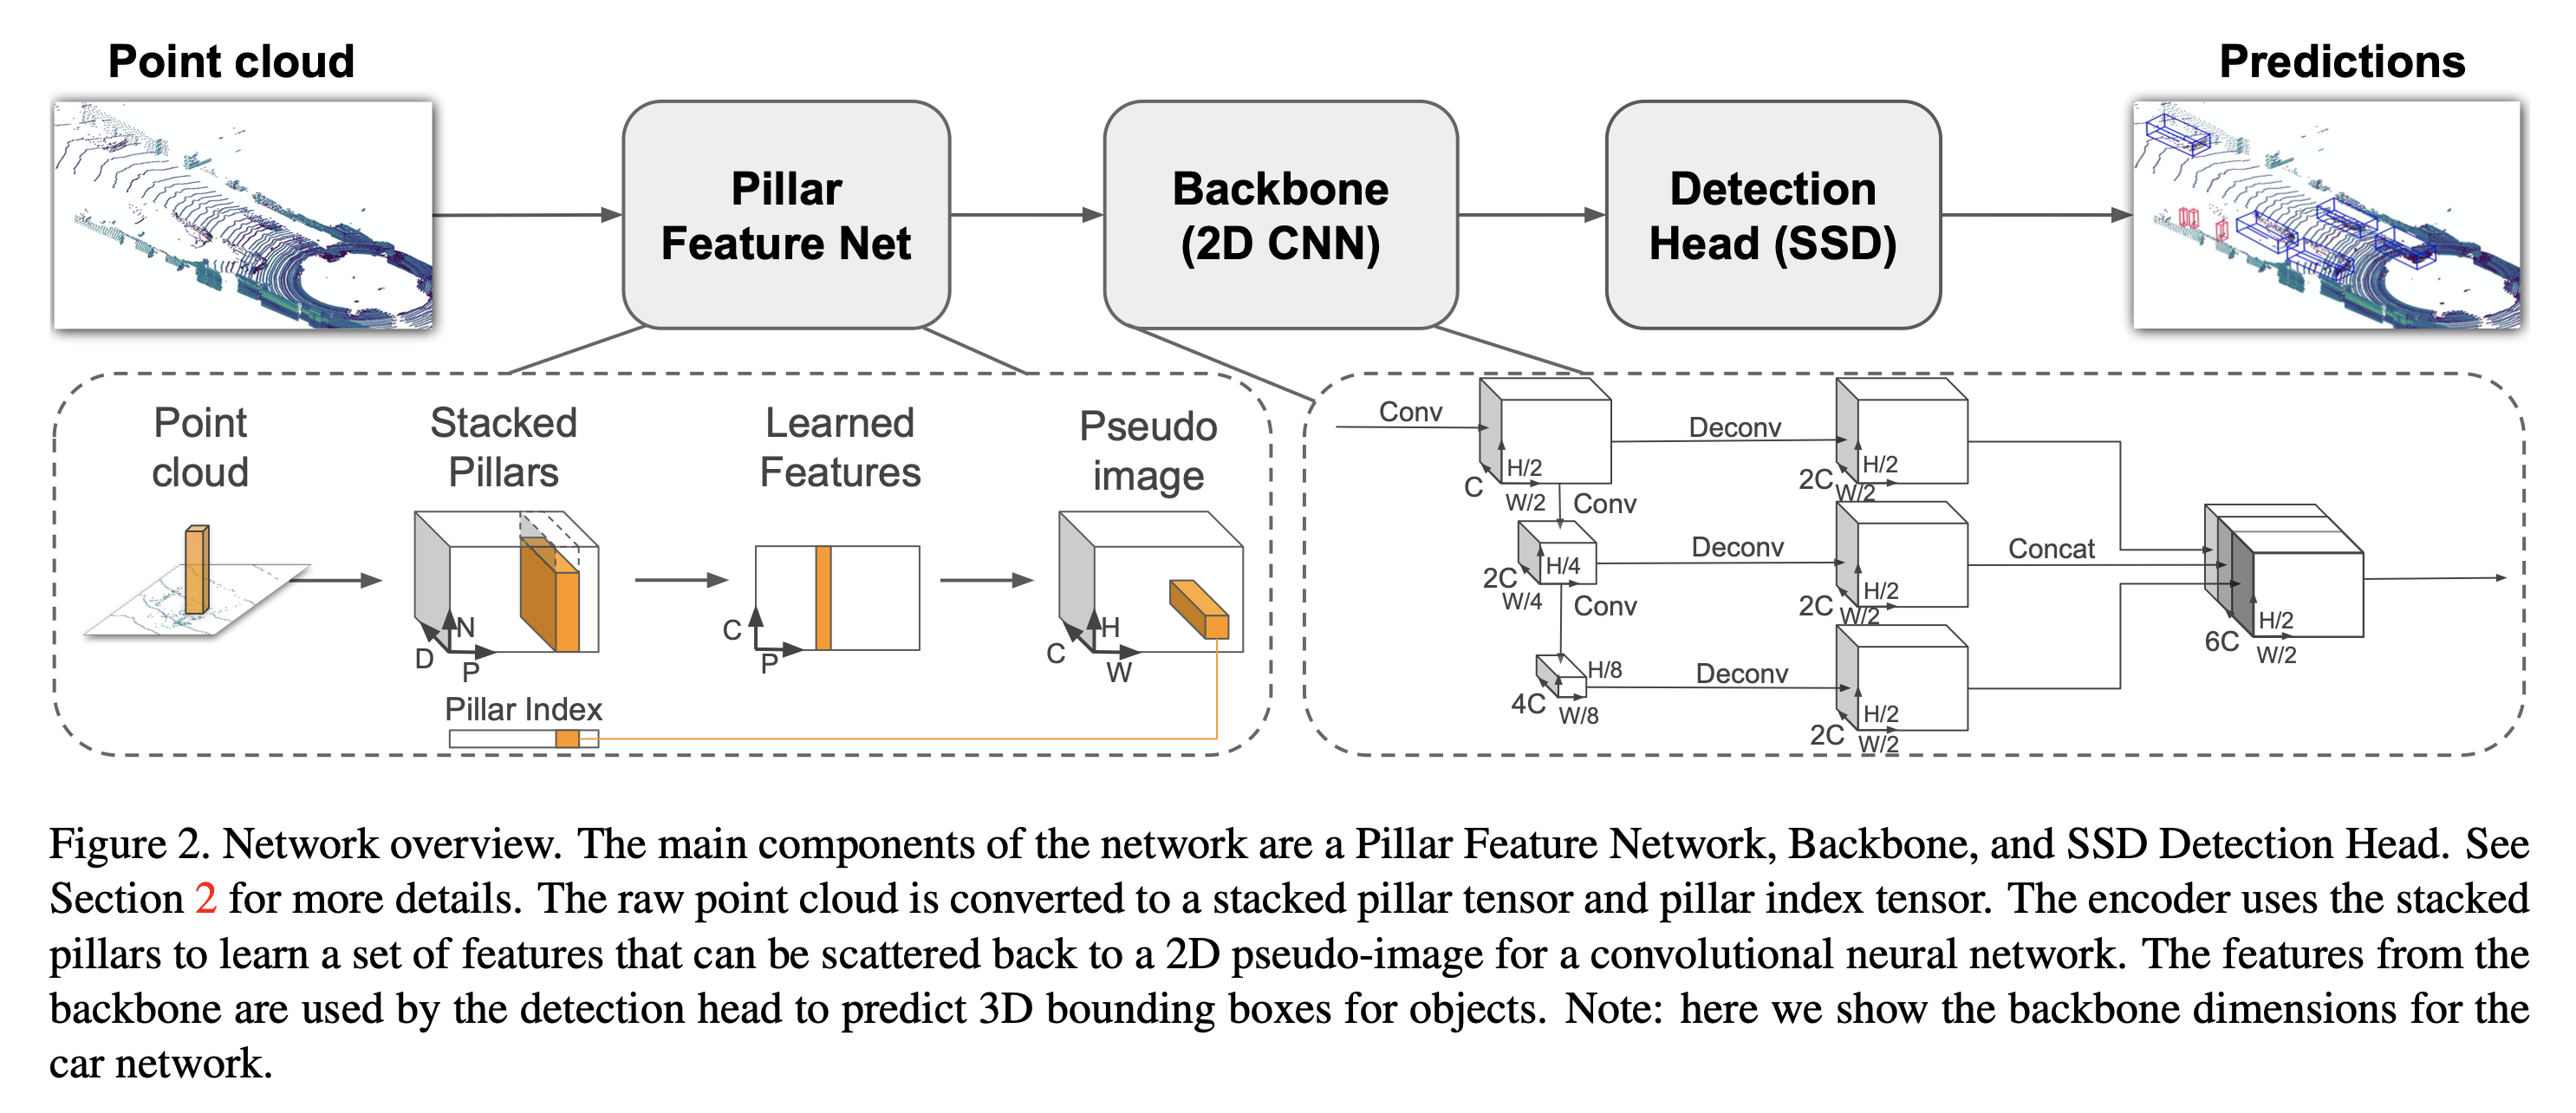 Point cloud
Predictions
Pillar
Feature Net
Backbone
(2D CNN)
Detection
Head (SSD)
Point
cloud
Stacked
Pillars
Learned
Features
Pseudo
image
N
D
P
C
P
H
C
W
Pillar Index
Conv
H/2
C
W/2
Conv
H/4
2C
W/4
Conv
H/8
4C
W/8
Deconv
H/2
2C
W/2
Deconv
H/2
2C
W/2
Deconv
H/2
2C
W/2
Concat
H/2
6C
W/2
Figure 2. Network overview. The main components of the network are a Pillar Feature Network, Backbone, and SSD Detection Head. See
Section 2 for more details. The raw point cloud is converted to a stacked pillar tensor and pillar index tensor. The encoder uses the stacked
pillars to learn a set of features that can be scattered back to a 2D pseudo-image for a convolutional neural network. The features from the
backbone are used by the detection head to predict 3D bounding boxes for objects. Note: here we show the backbone dimensions for the
car network.